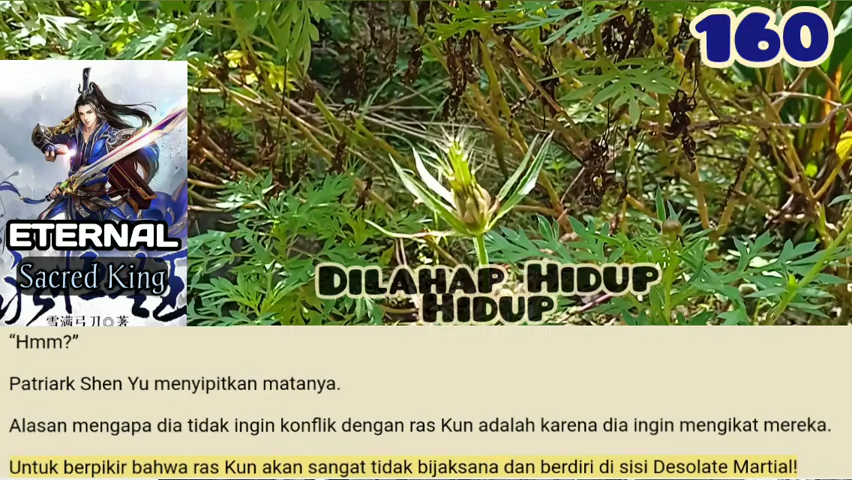 160
ETERNAL
Sacred King
雪满弓刀◎著
DILAHAP HIDUP
HIDUP
“Hmm?”
Patriark Shen Yu menyipitkan matanya.
Alasan mengapa dia tidak ingin konflik dengan ras Kun adalah karena dia ingin mengikat mereka.
Untuk berpikir bahwa ras Kun akan sangat tidak bijaksana dan berdiri di sisi Desolate Martial!